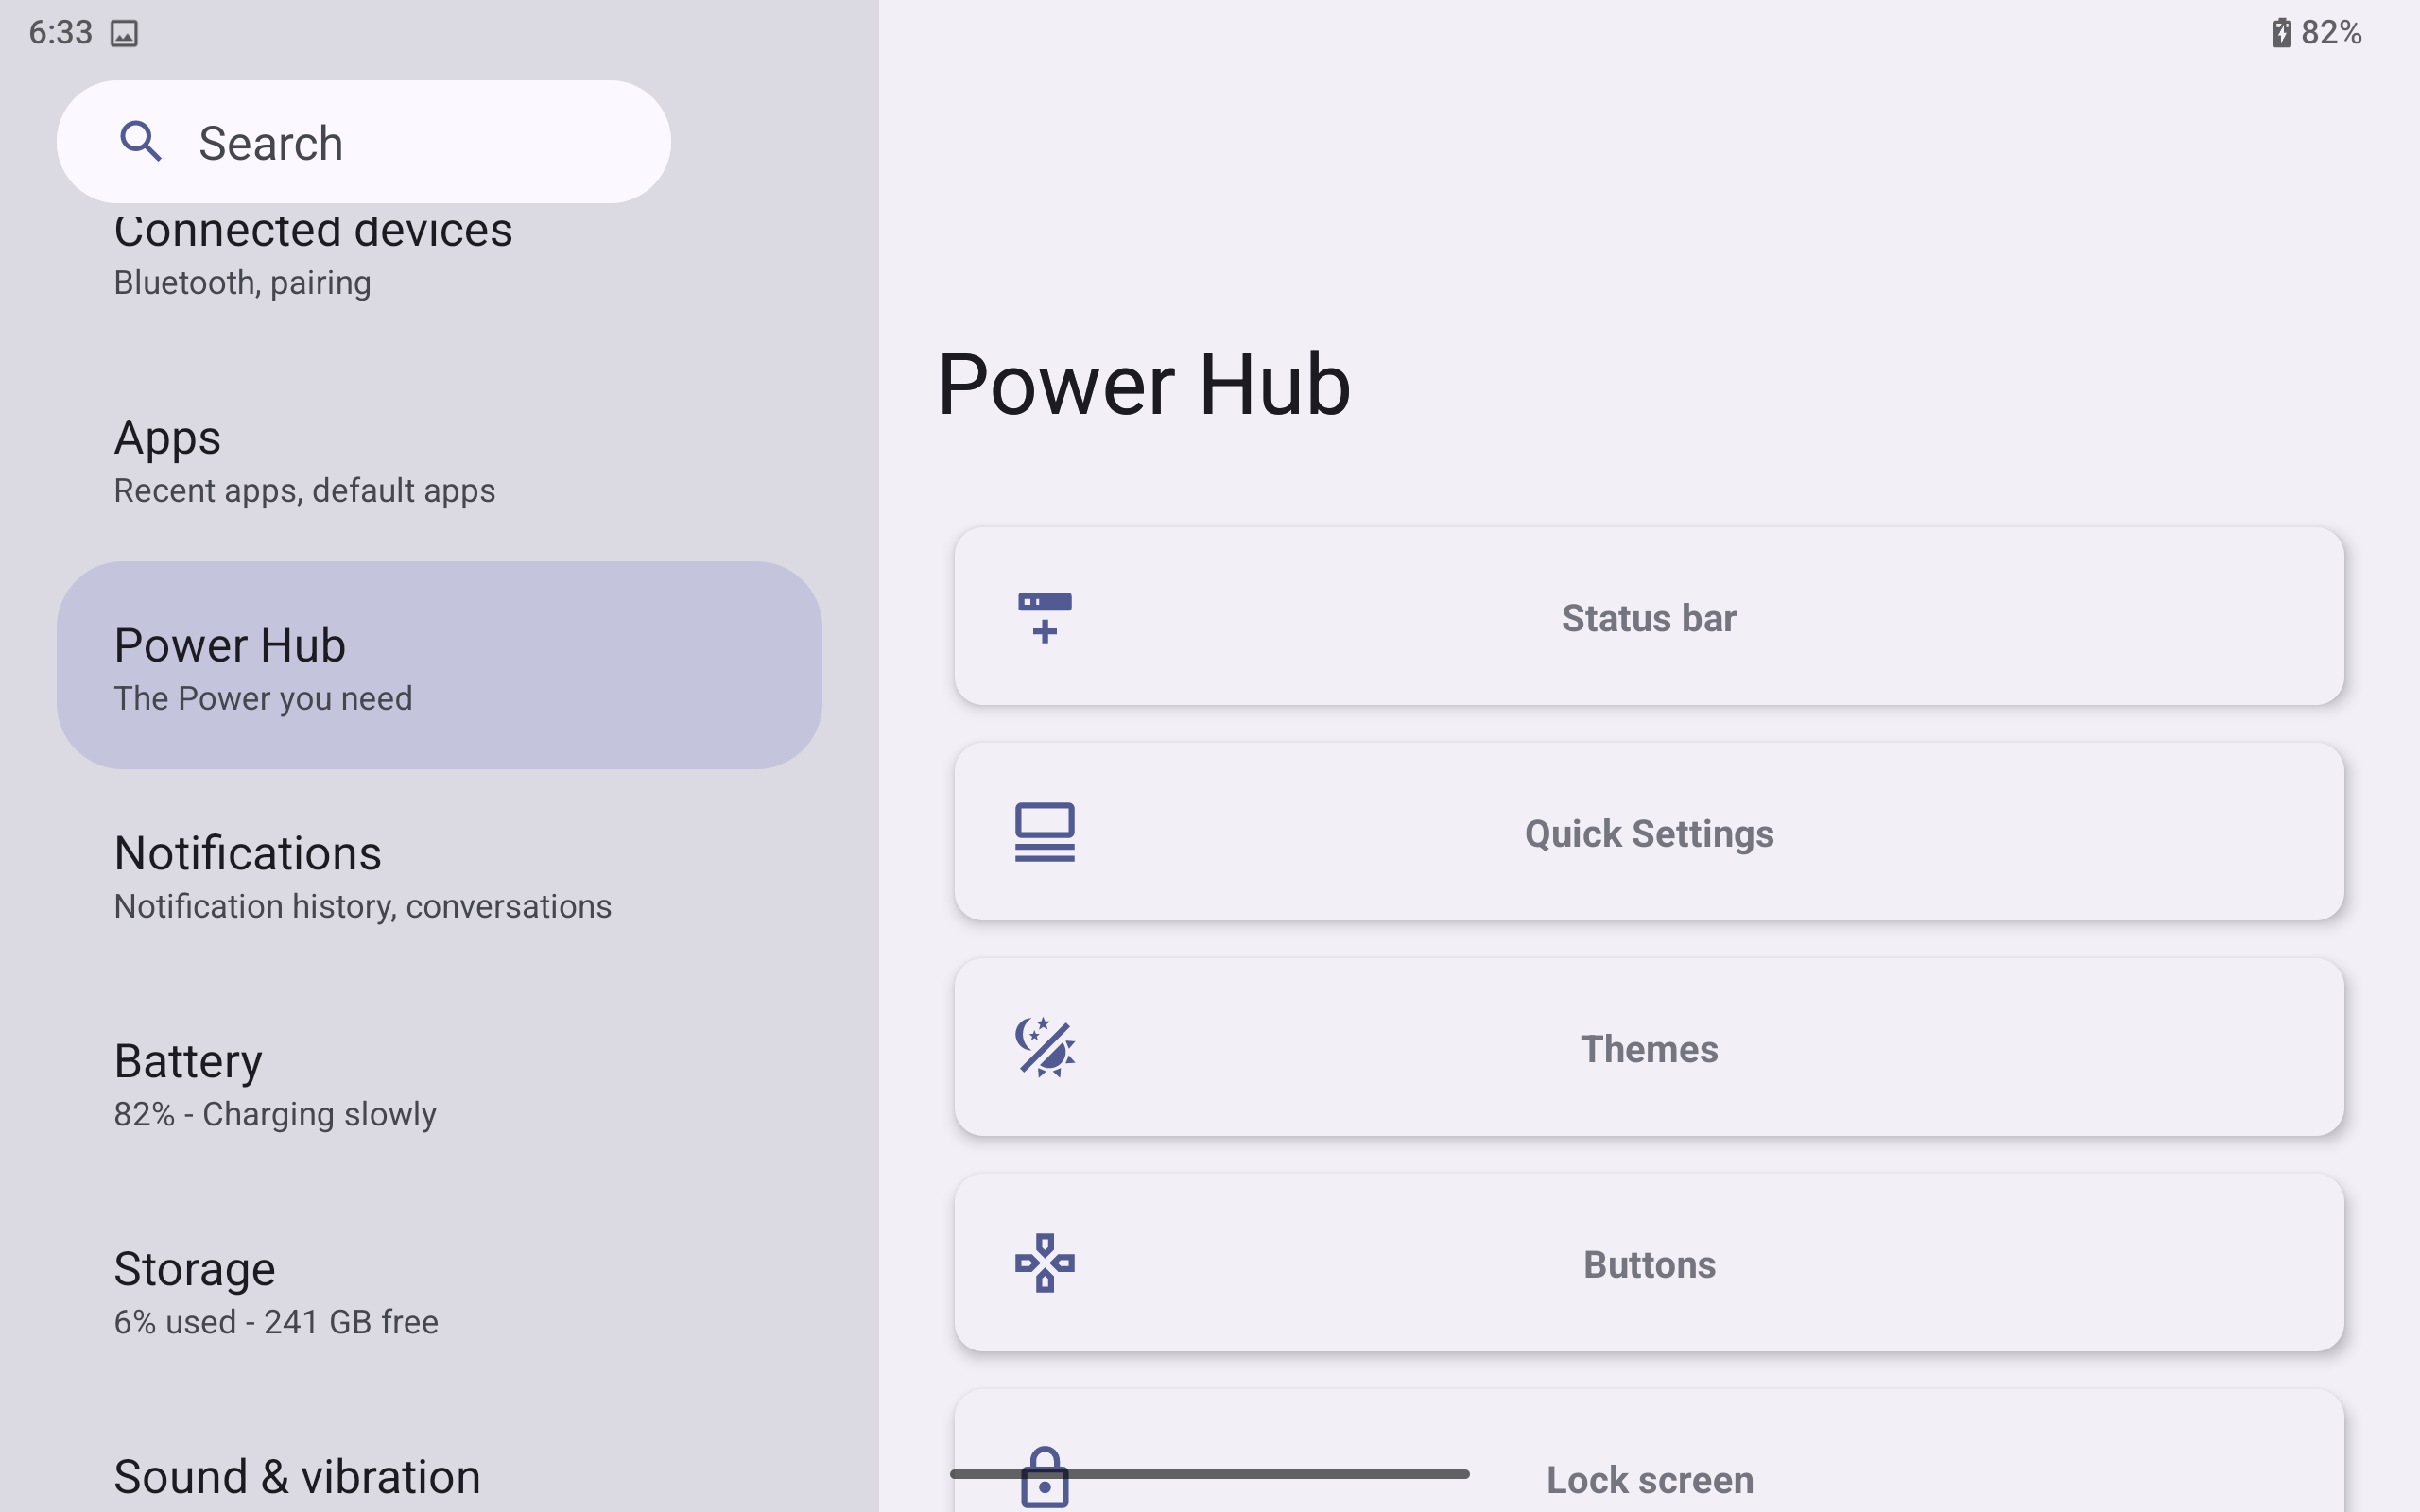 6:33
82%
Search
Connected devices
Bluetooth, pairing
Apps
Recent apps, default apps
Power Hub
The Power you need
Notifications
Notification history, conversations
Battery
82% - Charging slowly
Storage
6% used - 241 GB free
Sound & vibration
Power Hub
Status bar
Quick Settings
Themes
Buttons
Lock screen